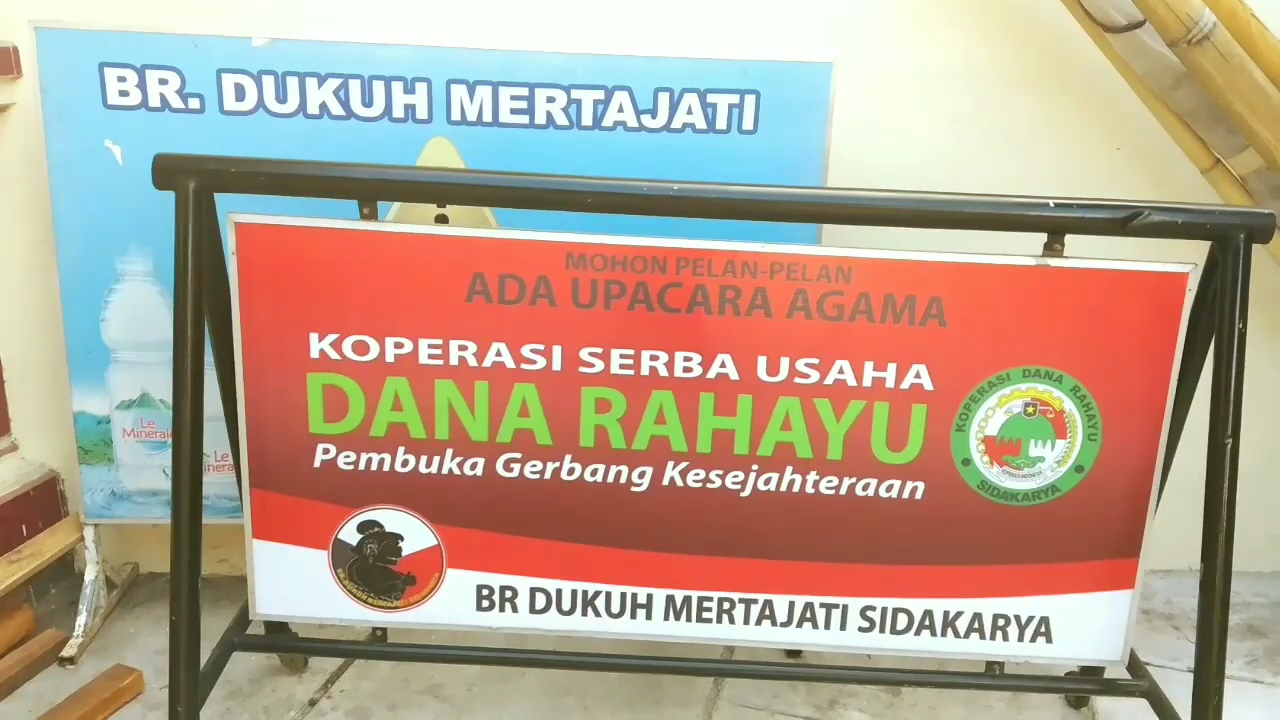 BR. DUKUH MERTAJATI
Le
Minerale
Le
MOHON PELAN-PELAN
ADA UPACARA AGAMA
KOPERASI SERBA USAHA
DANA RAHAYU
Pembuka Gerbang Kesejahteraan
KOPERASI DANA RAHAYU
SIDAKARYA
BR DUKUH MERTAJATI SIDAKARYA